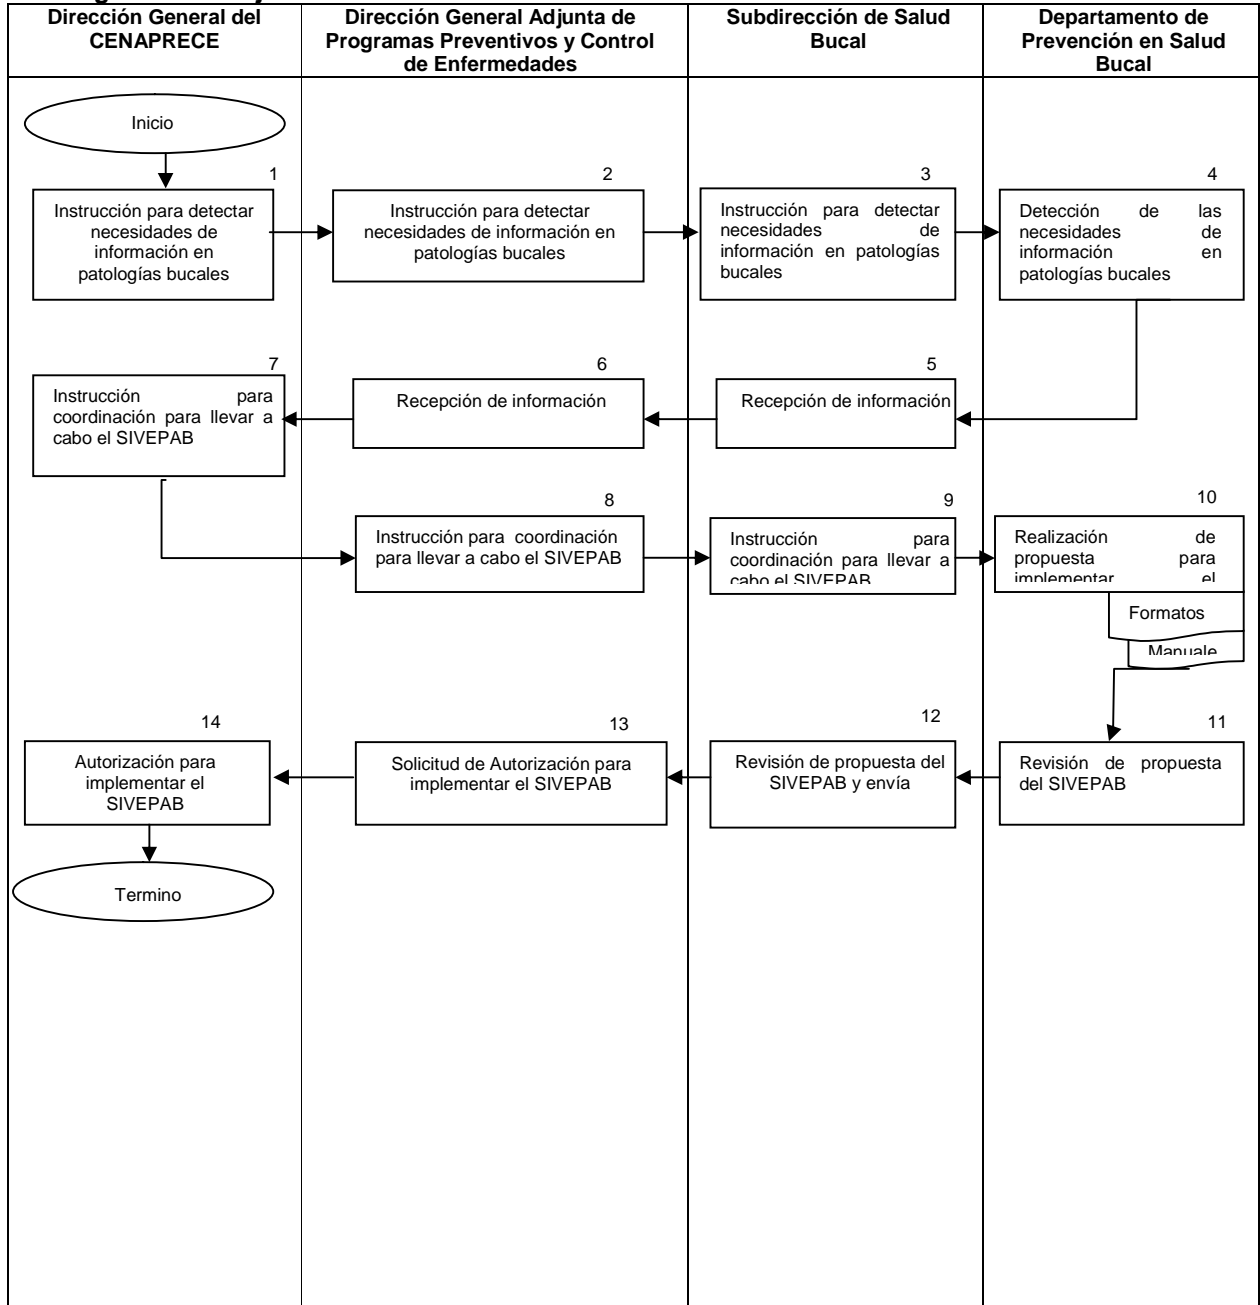 Dirección General del
CENAPRECE
Dirección General Adjunta de
Programas Preventivos y Control
de Enfermedades
Subdirección de Salud
Bucal
Departamento de
Prevención en Salud
Bucal
Inicio
1
Instrucción para detectar
necesidades de
información en
patologías bucales
2
Instrucción para detectar
necesidades de información en
patologías bucales
3
Instrucción para detectar
necesidades de
información en patologías
bucales
4
Detección de las
necesidades de
información en
patologías bucales
7
Instrucción para
coordinación para llevar a
cabo el SIVEPAB
6
Recepción de información
5
Recepción de información
8
Instrucción para coordinación
para llevar a cabo el SIVEPAB
9
Instrucción para
coordinación para llevar a
cabo el SIVEPAB
10
Realización de
propuesta para
implementar el
Formatos
Manuale
14
Autorización para
implementar el
SIVEPAB
13
Solicitud de Autorización para
implementar el SIVEPAB
12
Revisión de propuesta del
SIVEPAB y envía
11
Revisión de propuesta
del SIVEPAB
Termino